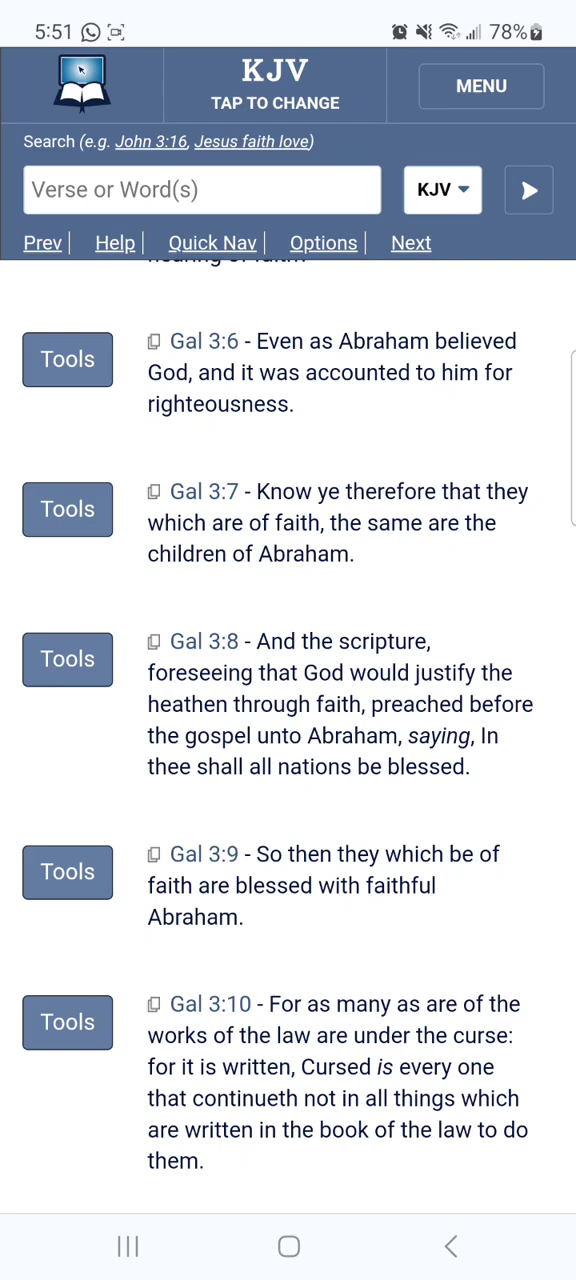 5:51 78%
KJV
TAP TO CHANGE
MENU
Search (e.g. John 3:16, Jesus faith love)
Verse or Word(s) KJV
Prev | Help | Quick Nav | Options | Next
hearing of faith?
Tools
Gal 3:6 - Even as Abraham believed
God, and it was accounted to him for
righteousness.
Tools
Gal 3:7 - Know ye therefore that they
which are of faith, the same are the
children of Abraham.
Tools
Gal 3:8 - And the scripture,
foreseeing that God would justify the
heathen through faith, preached before
the gospel unto Abraham, saying, In
thee shall all nations be blessed.
Tools
Gal 3:9 - So then they which be of
faith are blessed with faithful
Abraham.
Tools
Gal 3:10 - For as many as are of the
works of the law are under the curse:
for it is written, Cursed is every one
that continueth not in all things which
are written in the book of the law to do
them.